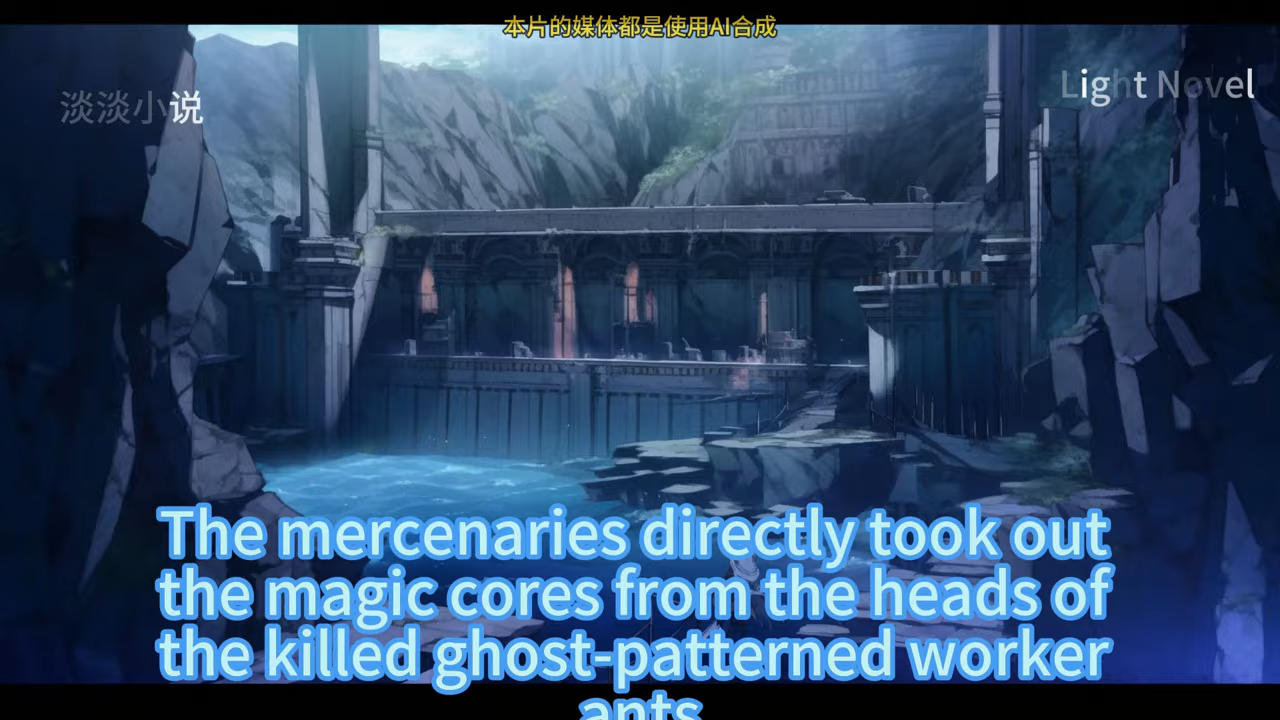 本片的媒体都是使用AI合成
淡淡小说
Light Novel
The mercenaries directly took out
the magic cores from the heads of
the killed ghost-patterned worker
ants